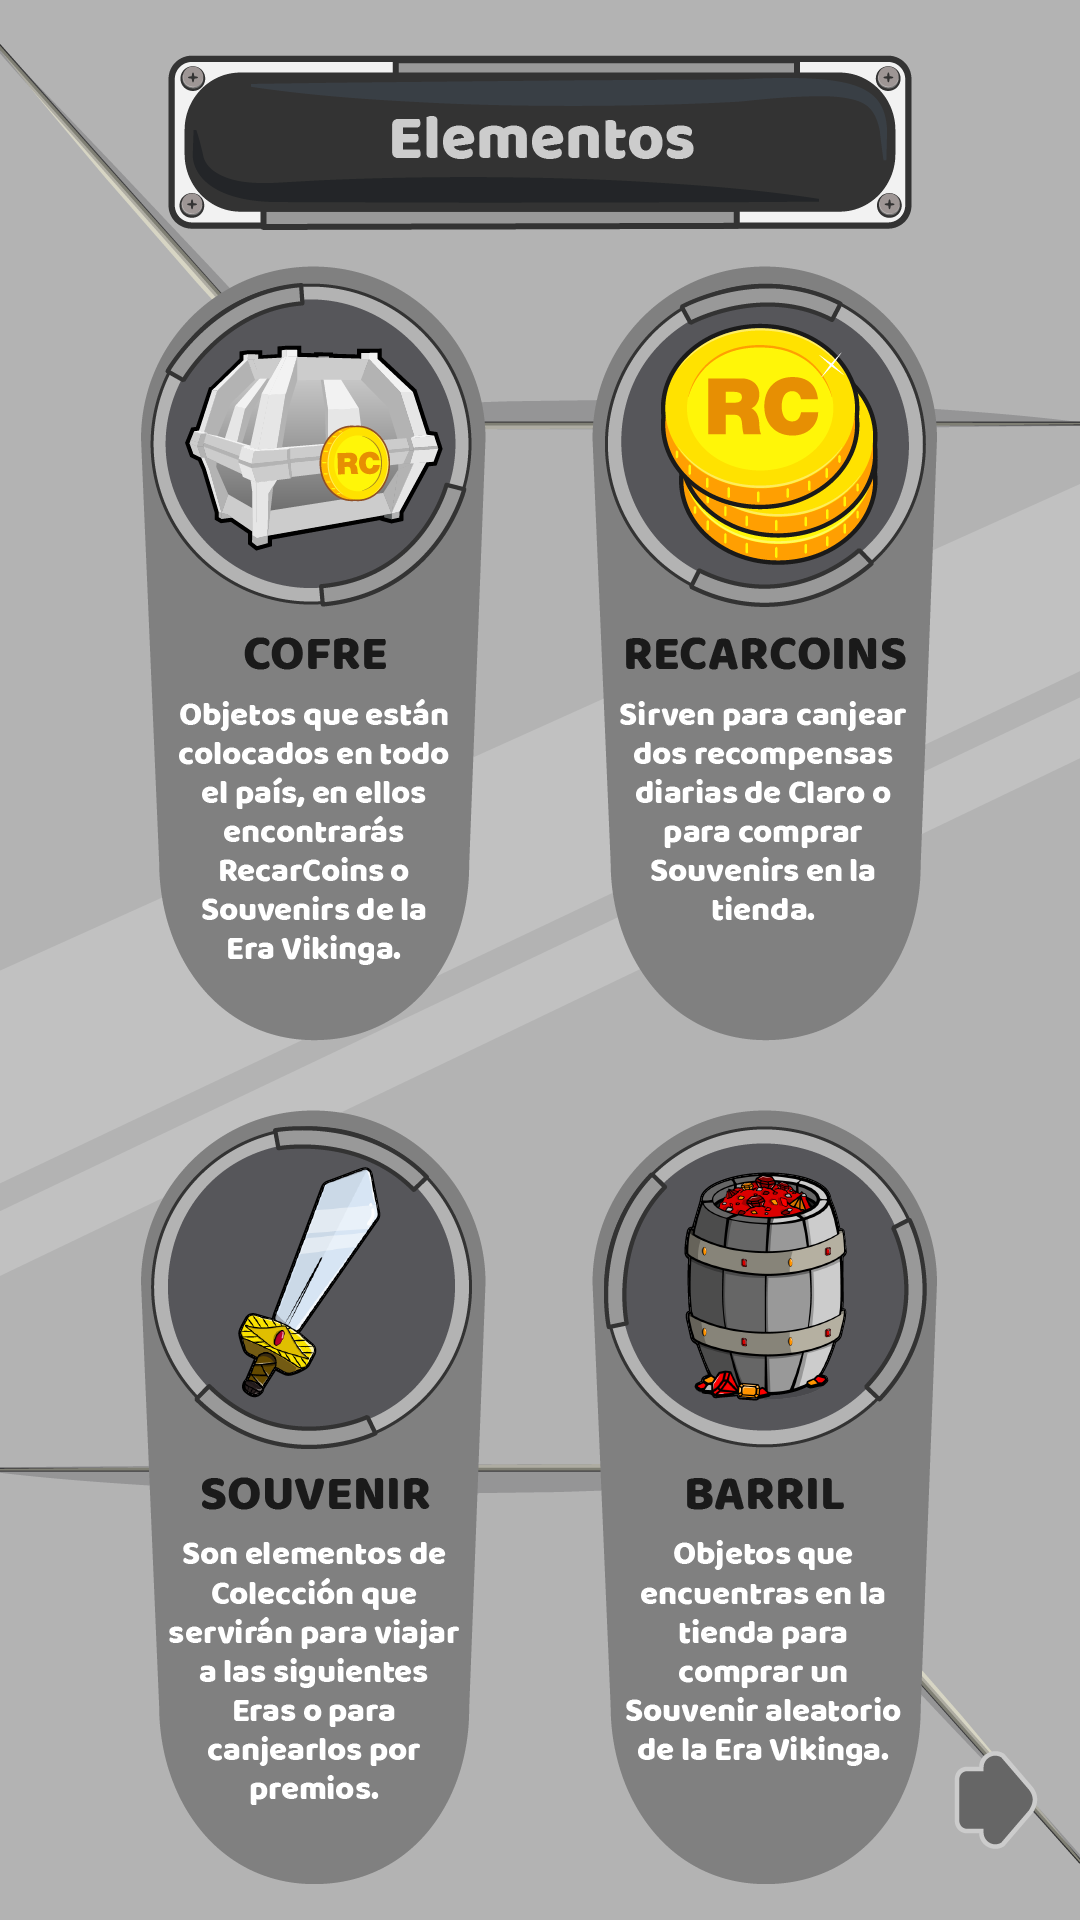 Elementos
RC
COFRE
Objetos que están
colocados en todo
el país, en ellos
encontrarás
RecarCoins o
Souvenirs de la
Era Vikinga.
RC
RECARCOINS
Sirven para canjear
dos recompensas
diarias de Claro o
para comprar
Souvenirs en la
tienda.
SOUVENIR
Son elementos de
Colección que
servirán para viajar
a las siguientes
Eras o para
canjearlos por
premios.
BARRIL
Objetos que
encuentras en la
tienda para
comprar un
Souvenir aleatorio
de la Era Vikinga.